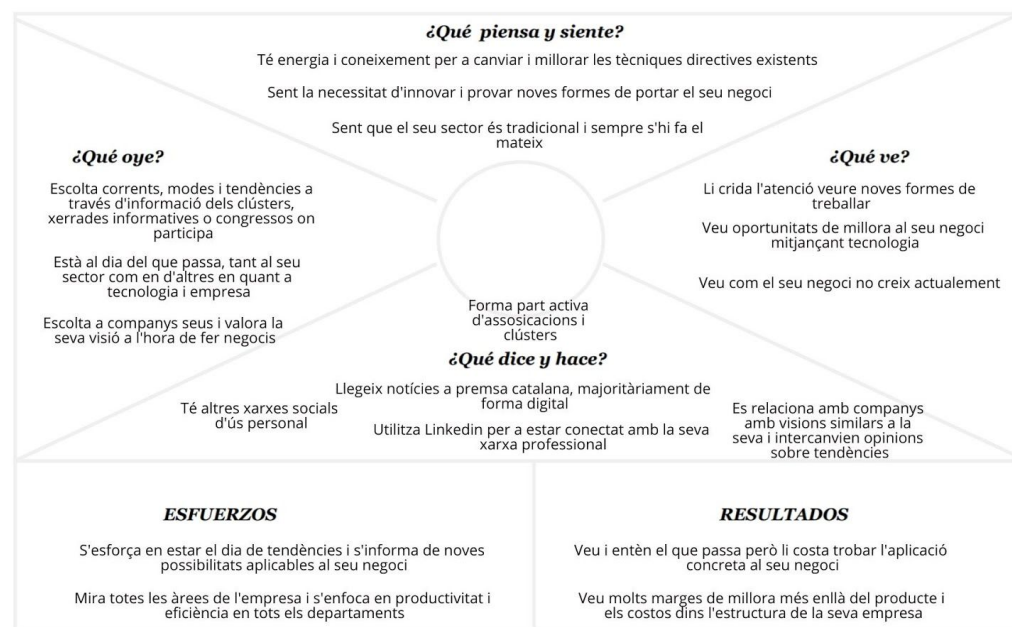 ¿Qué piensa y siente?
Té energia i coneixement per a canviar i millorar les tècniques directives existents
Sent la necessitat d'innovar i provar noves formes de portar el seu negoci
Sent que el seu sector és tradicional i sempre s'hi fa el
mateix
¿Qué oye?
Escolta corrents, modes i tendències a
través d'informació dels clústers,
xerrades informatives o congressos on
participa
Està al dia del que passa, tant al seu
sector com en d'altres en quant a
tecnologia i empresa
Escolta a companys seus i valora la
seva visió a l'hora de fer negocis
¿Qué ve?
Li crida l'atenció veure noves formes de
treballar
Veu oportunitats de millora al seu negoci
mitjançant tecnologia
Veu com el seu negoci no creix actualement
Forma part activa
d'assosicacions i
clústers
¿Qué dice y hace?
Llegeix notícies a premsa catalana, majoritàriament de
forma digital
Té altres xarxes socials
d'ús personal
Utilitza Linkedin per a estar conectat amb la seva
xarxa professional
Es relaciona amb companys
amb visions similars a la
seva i intercanvien opinions
sobre tendències
ESFUERZOS
S'esforça en estar el dia de tendències i s'informa de noves
possibilitats aplicables al seu negoci
Mira totes les àrees de l'empresa i s'enfoca en productivitat i
eficiència en tots els departaments
RESULTADOS
Veu i entèn el que passa però li costa trobar l'aplicació
concreta al seu negoci
Veu molts marges de millora més enllà del producte i
els costos dins l'estructura de la seva empresa